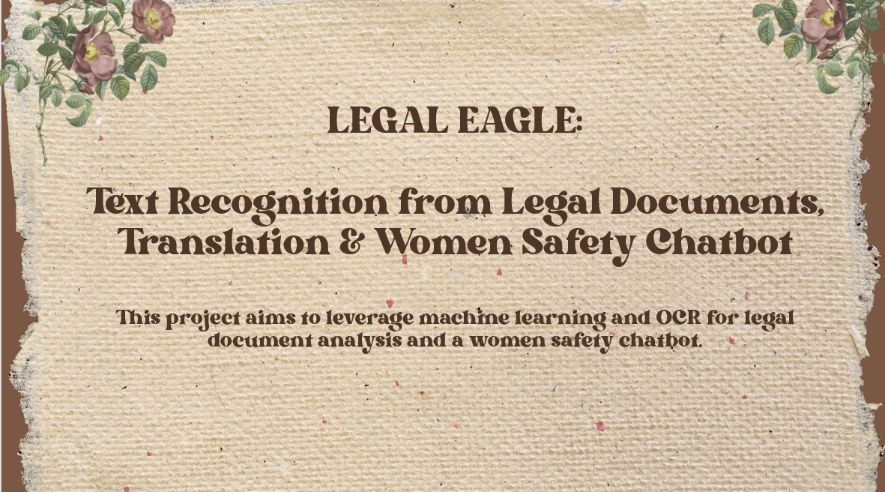 LEGAL EAGLE:
Text Recognition from Legal Documents,
Translation & Women Safety Chatbot
This project aims to leverage machine learning and OCR for legal
document analysis and a women safety chatbot.